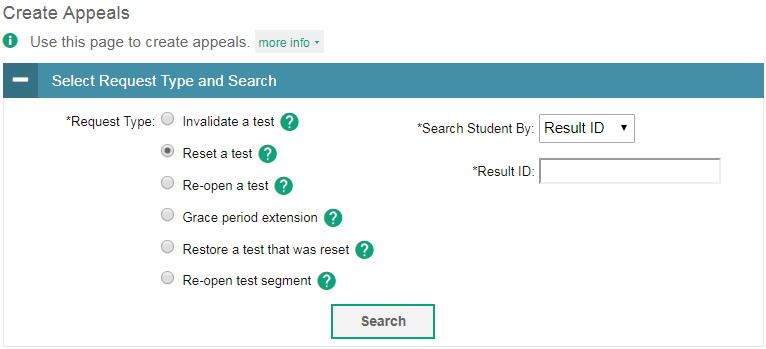 Create Appeals
Use this page to create appeals. more info
Select Request Type and Search
*Request Type: Invalidate a test ?
Reset a test ?
Re-open a test ?
Grace period extension ?
Restore a test that was reset ?
Re-open test segment ?
*Search Student By: Result ID
*Result ID:
Search